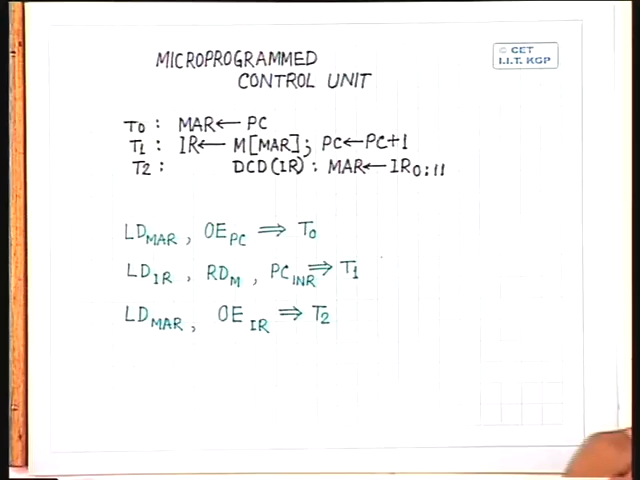 MICROPROGRAMMED
CONTROL UNIT
© CET
I.I.T. KGP
T0 : MAR ← PC
T1 : IR ← M[MAR] ; PC ← PC+1
T2 : DCD(IR) : MAR ← IR0:11
LDMAR , OEPC ⇒ T0
LDIR , RDM , PCINR ⇒ T1
LDMAR , OEIR ⇒ T2